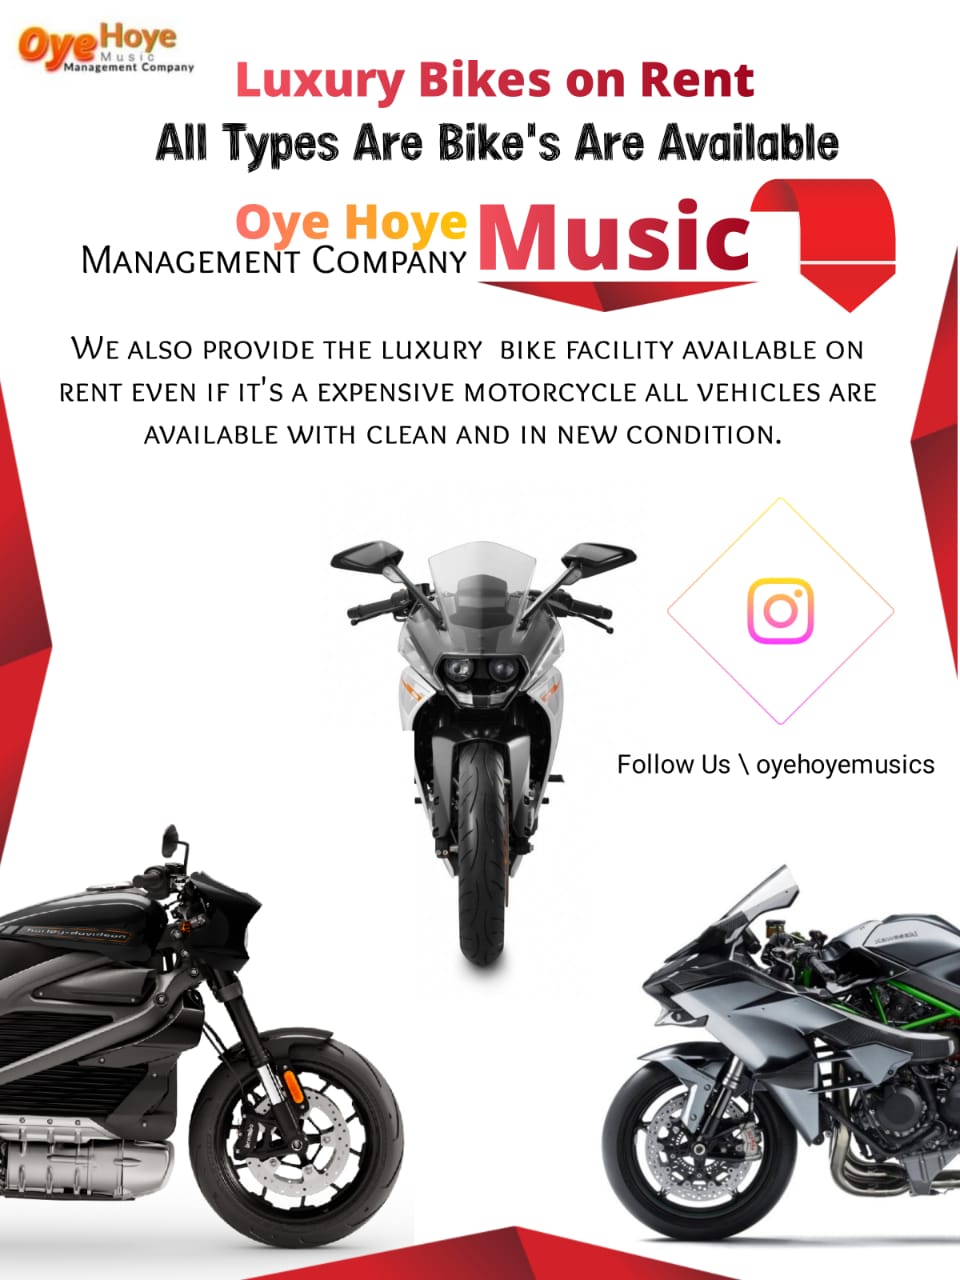 Oye Hoye
Music
Management Company
Luxury Bikes on Rent
All Types Are Bike's Are Available
Oye Hoye
Management Company
Music
We also provide the luxury bike facility available on
rent even if it's a expensive motorcycle all vehicles are
available with clean and in new condition.
Follow Us \ oyehoyemusics
harley-davidson
Kawasaki